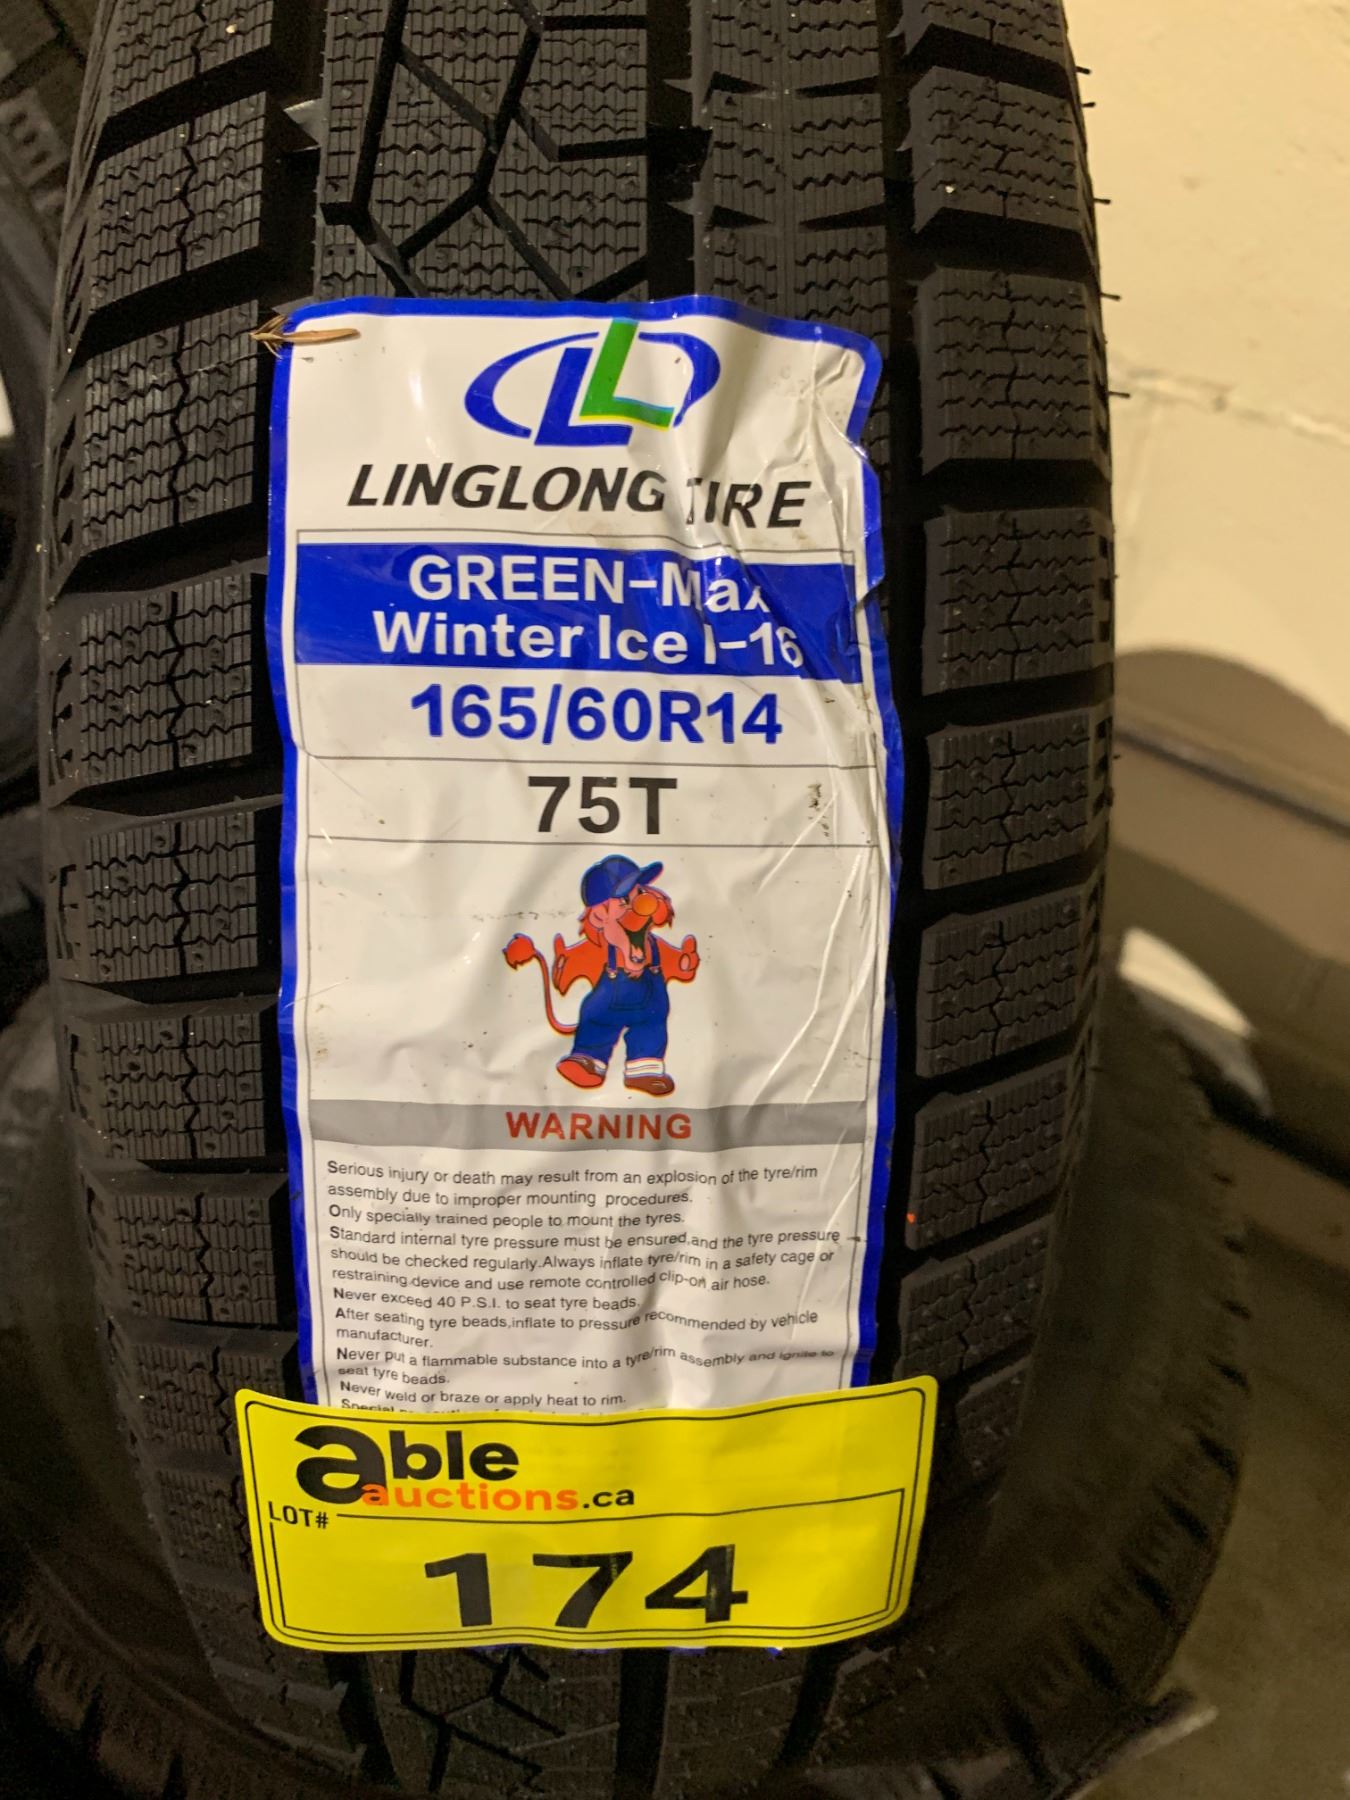 LL
LINGLONG TIRE
GREEN-Max
Winter Ice I-16
165/60R14
75T
WARNING
Serious injury or death may result from an explosion of the tyre/rim
assembly due to improper mounting procedures.
Only specially trained people to mount the tyres.
Standard internal tyre pressure must be ensured,and the tyre pressure
should be checked regularly.Always inflate tyre/rim in a safety cage or
restraining device and use remote controlled clip-on air hose.
Never exceed 40 P.S.I. to seat tyre beads.
After seating tyre beads,inflate to pressure recommended by vehicle
manufacturer.
Never put a flammable substance into a tyre/rim assembly and ignite to
seat tyre beads.
Never weld or braze or apply heat to rim.
Special
able
auctions.ca
LOT#
174